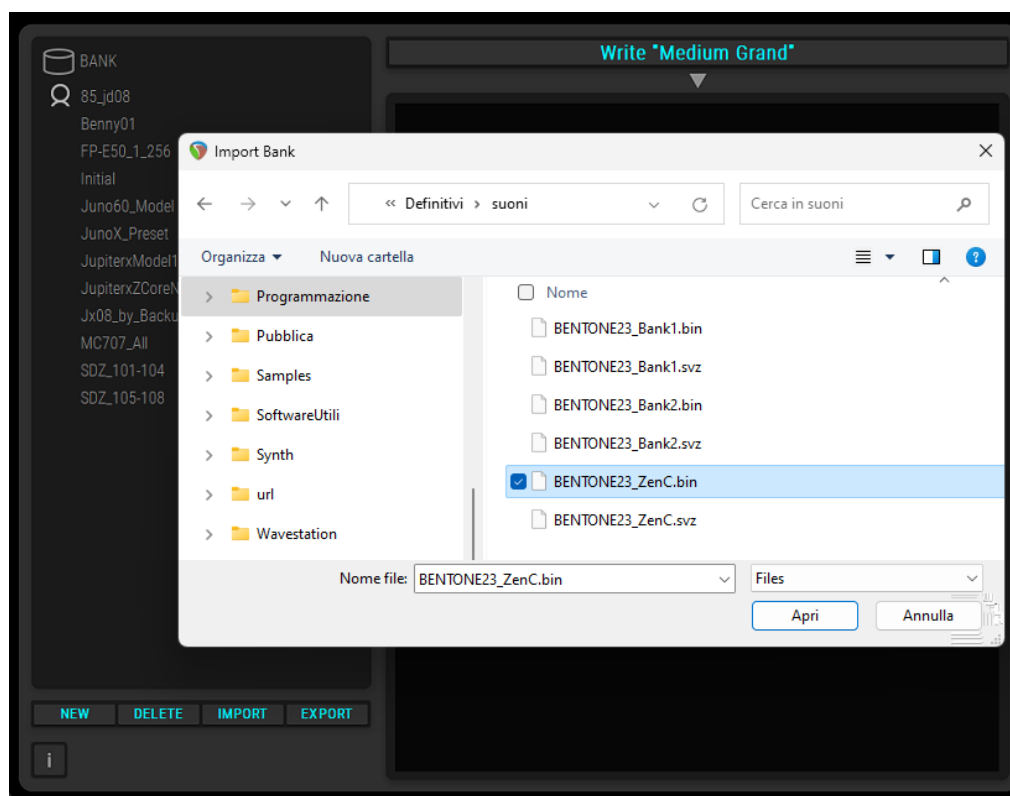 BANK
Write "Medium Grand"
85_jd08
Benny01
FP-E50_1_256
Initial
Juno60_Model
JunoX_Preset
JupiterxModel1
JupiterxZCoreN
Jx08_by_Backu
MC707_All
SDZ_101-104
SDZ_105-108
Import Bank
« Definitivi › suoni
Cerca in suoni
Organizza
Nuova cartella
Programmazione
Pubblica
Samples
SoftwareUtili
Synth
url
Wavestation
Nome
BENTONE23_Bank1.bin
BENTONE23_Bank1.svz
BENTONE23_Bank2.bin
BENTONE23_Bank2.svz
BENTONE23_ZenC.bin
BENTONE23_ZenC.svz
Nome file: BENTONE23_ZenC.bin
Files
Apri
Annulla
NEW DELETE IMPORT EXPORT
i